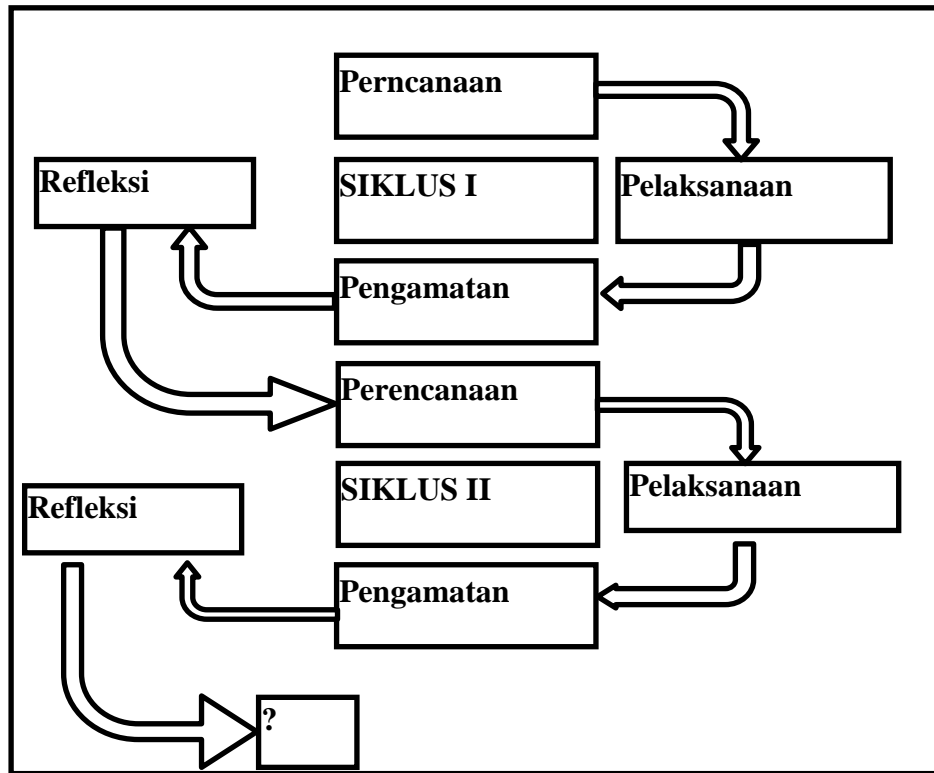 Perncanaan
Refleksi
SIKLUS I
Pelaksanaan
Pengamatan
Perencanaan
Refleksi
SIKLUS II
Pelaksanaan
Pengamatan
?